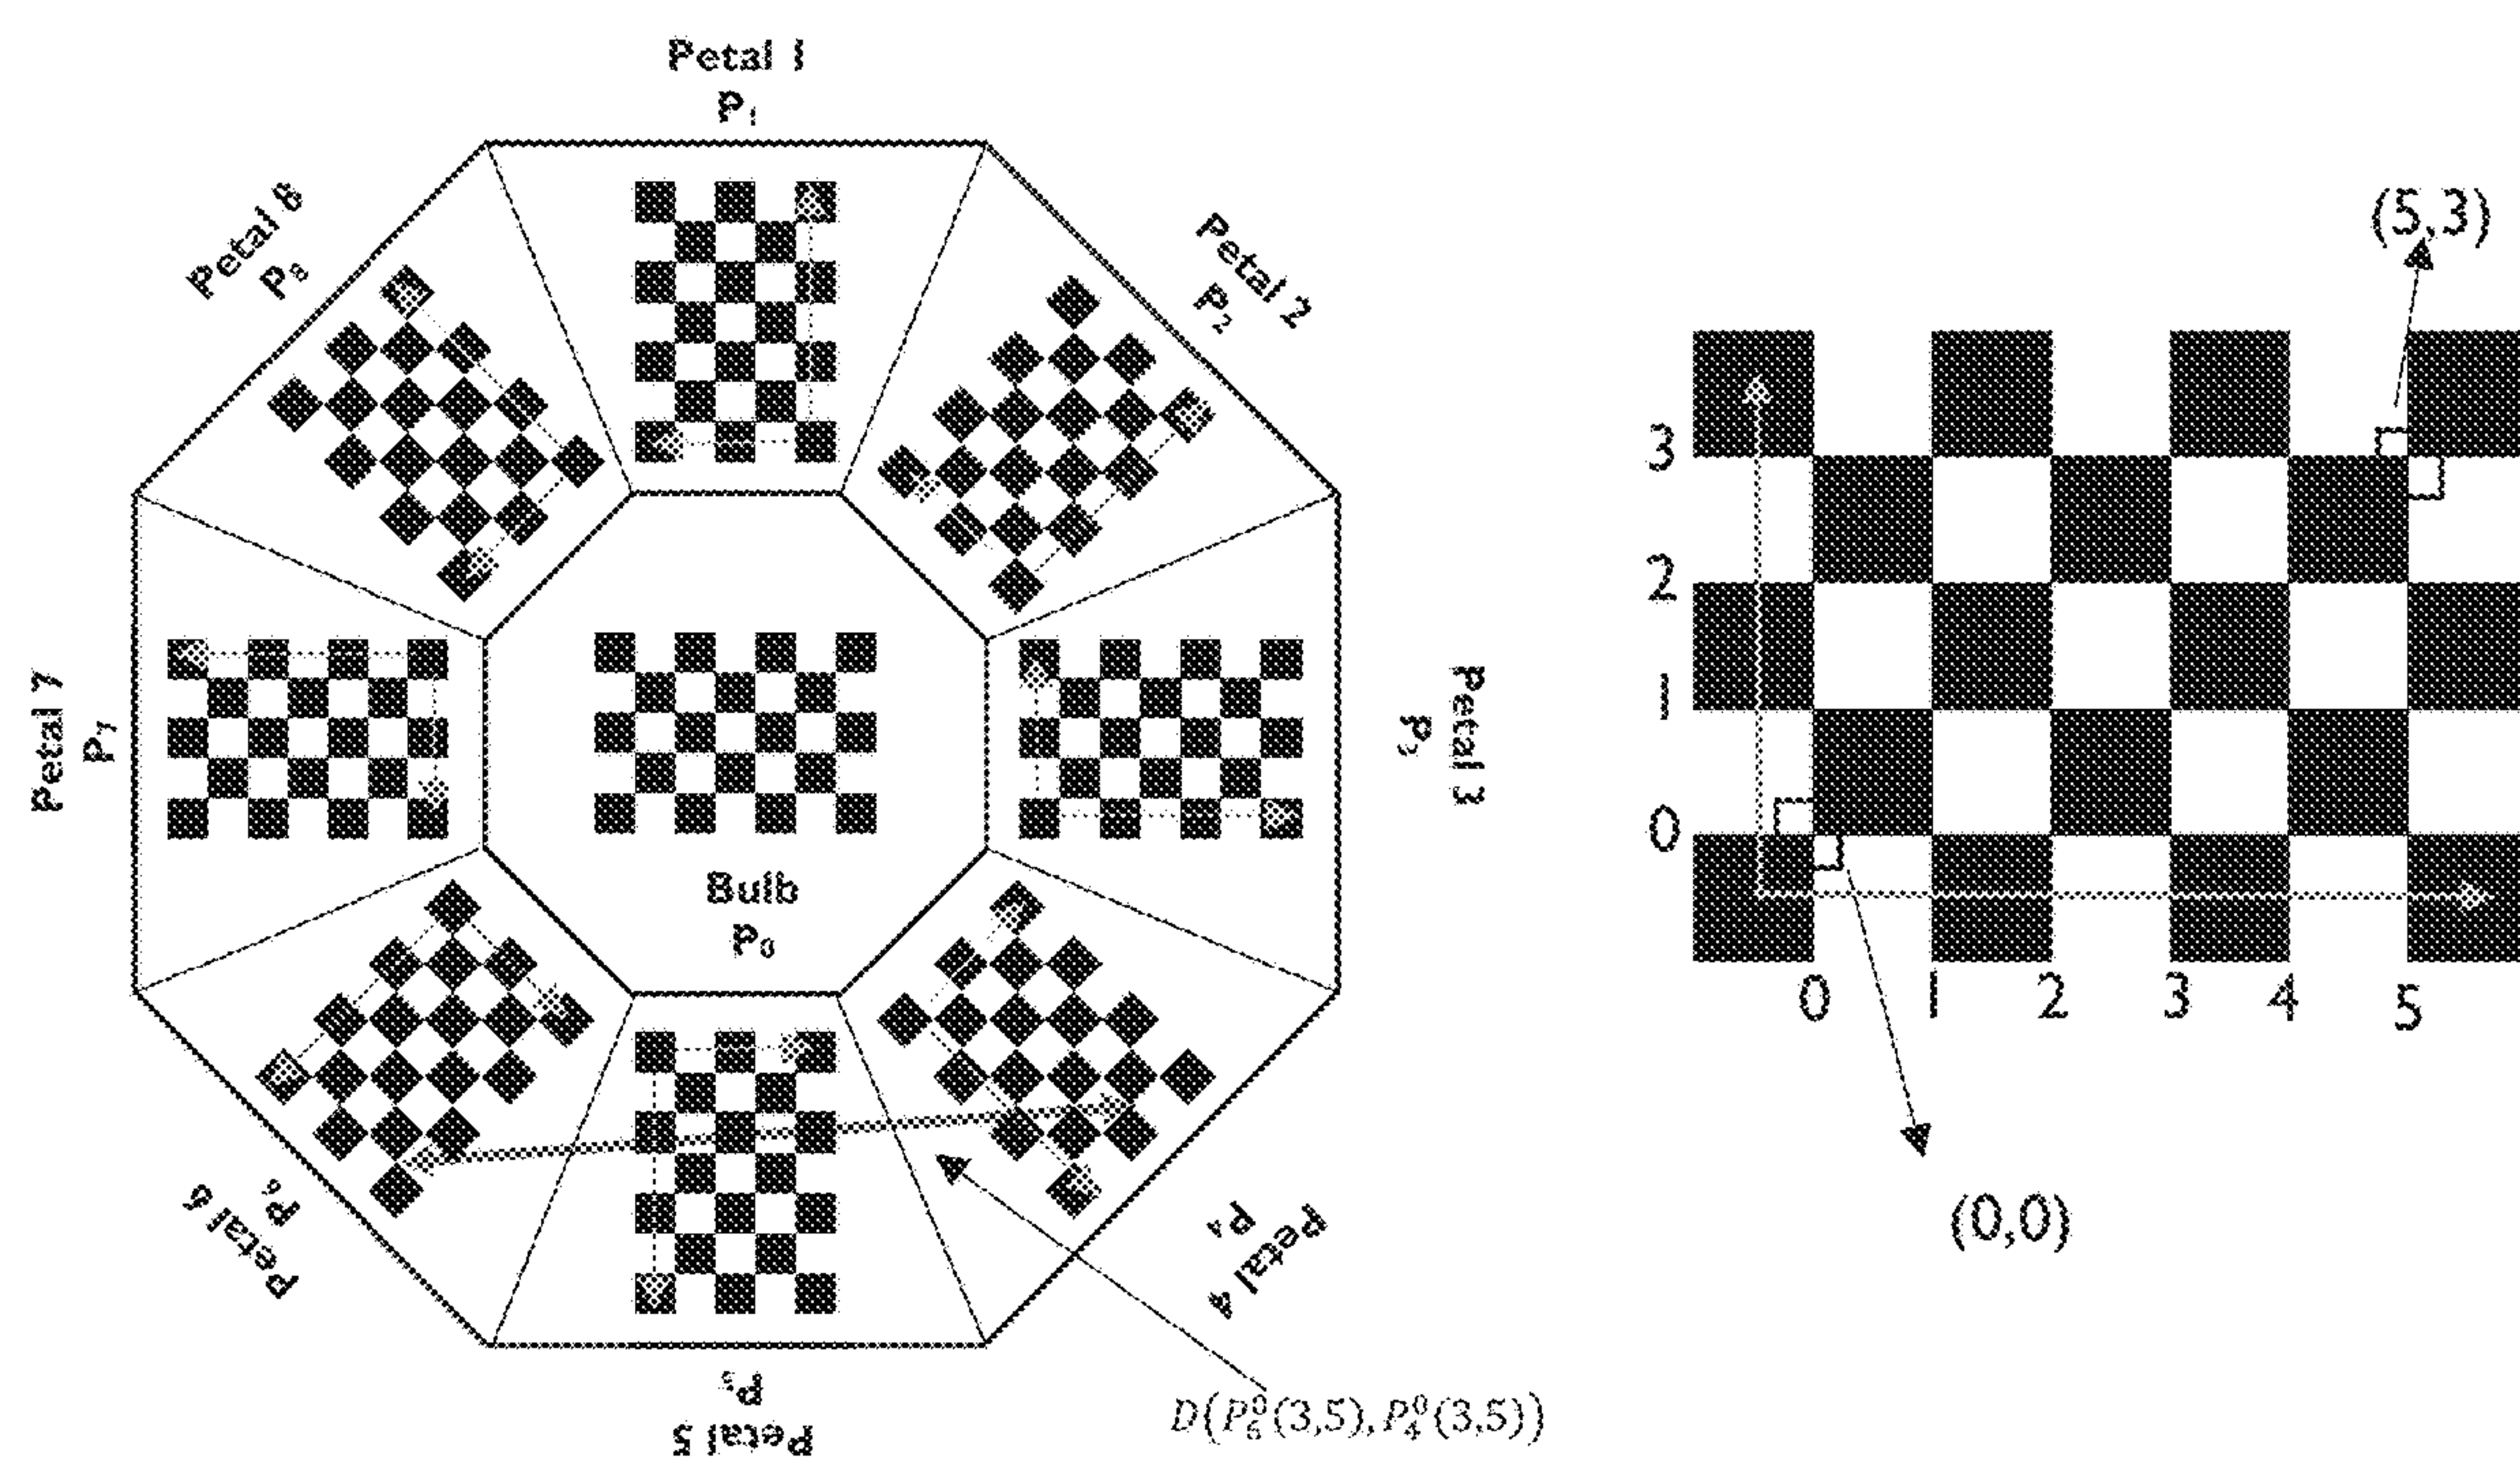 Petal 1
P₁
Petal 8
P₈
Petal 2
P₂
Petal 7
P₇
Petal 3
P₃
Bulb
P₀
Petal 6
P₆
Petal 4
P₄
P₅
Petal 5
D(P₆⁰(3,5), P₄⁰(3,5))
(5,3)
3
2
1
0
0 1 2 3 4 5
(0,0)